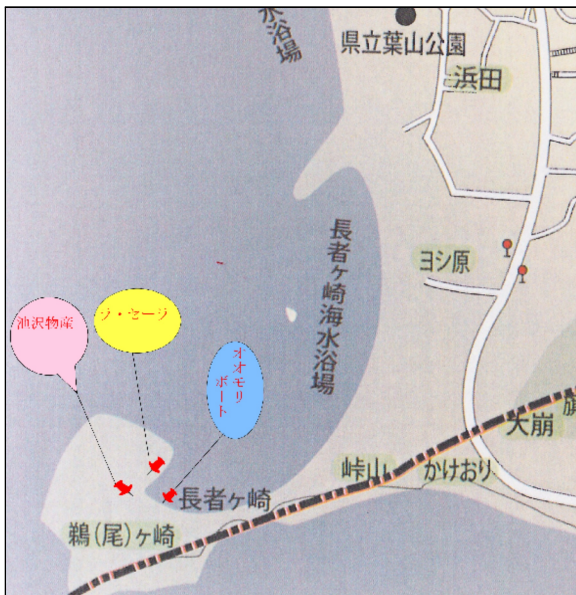 水浴場
県立葉山公園
浜田
長者ヶ崎海水浴場
ヨシ原
池沢物産
ジ・セージ
オオモリ
ボート
旗
大崩
峠山
かけおり
長者ヶ崎
鵜(尾)ヶ崎